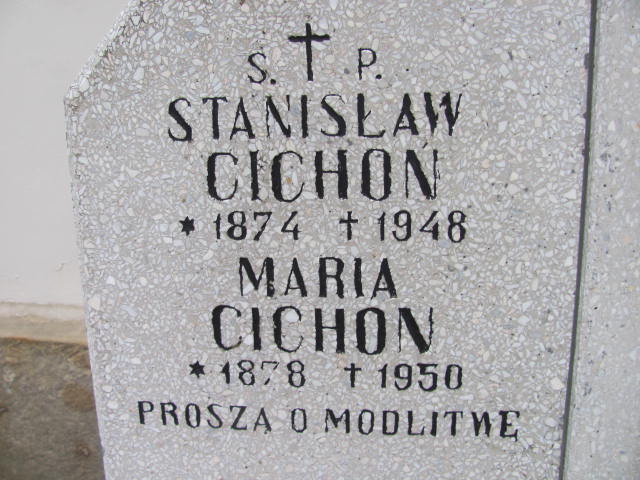 S. † P.
STANISŁAW
CICHOŃ
* 1874 † 1948
MARIA
CICHOŃ
* 1878 † 1950
PROSZĄ O MODLITWĘ